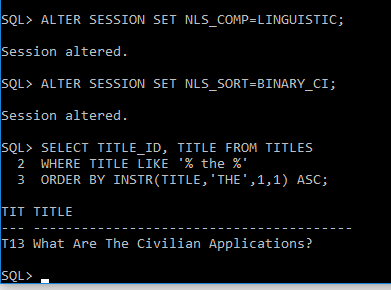 SQL> ALTER SESSION SET NLS_COMP=LINGUISTIC;
Session altered.
SQL> ALTER SESSION SET NLS_SORT=BINARY_CI;
Session altered.
SQL> SELECT TITLE_ID, TITLE FROM TITLES
  2  WHERE TITLE LIKE '% the %'
  3  ORDER BY INSTR(TITLE,'THE',1,1) ASC;
TIT TITLE
--- ----------------------------------------
T13 What Are The Civilian Applications?
SQL>